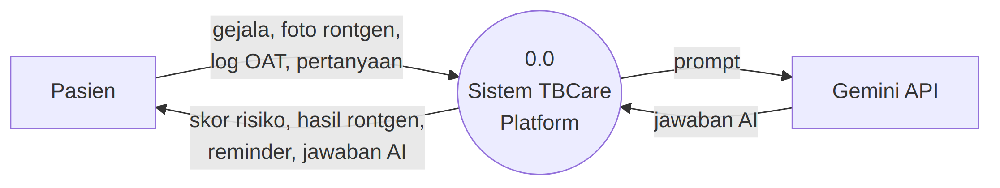 Pasien
gejala, foto rontgen,
log OAT, pertanyaan
skor risiko, hasil rontgen,
reminder, jawaban AI
0.0
Sistem TBCare
Platform
prompt
jawaban AI
Gemini API